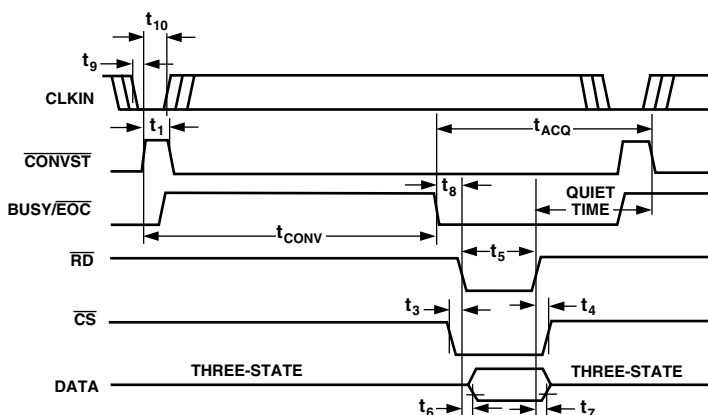 t10
t9
CLKIN
t1
tACQ
CONVST
t8
QUIET
TIME
BUSY/EOC
tCONV
t5
RD
t3
t4
CS
THREE-STATE
THREE-STATE
DATA
t6
t7